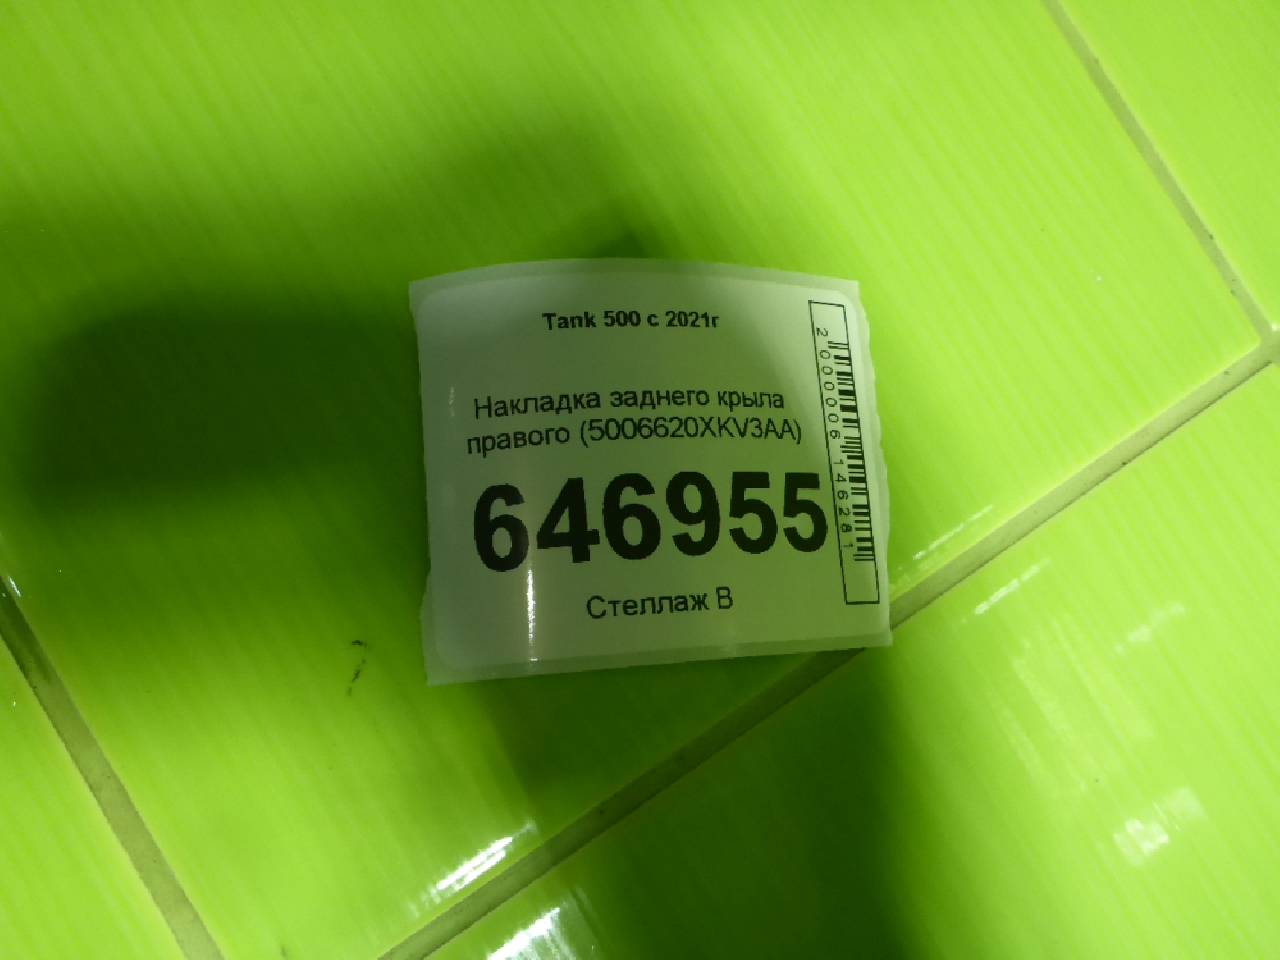 Tank 500 с 2021г
Накладка заднего крыла
правого (5006620XKV3AA)
646955
Стеллаж В
2000006146281